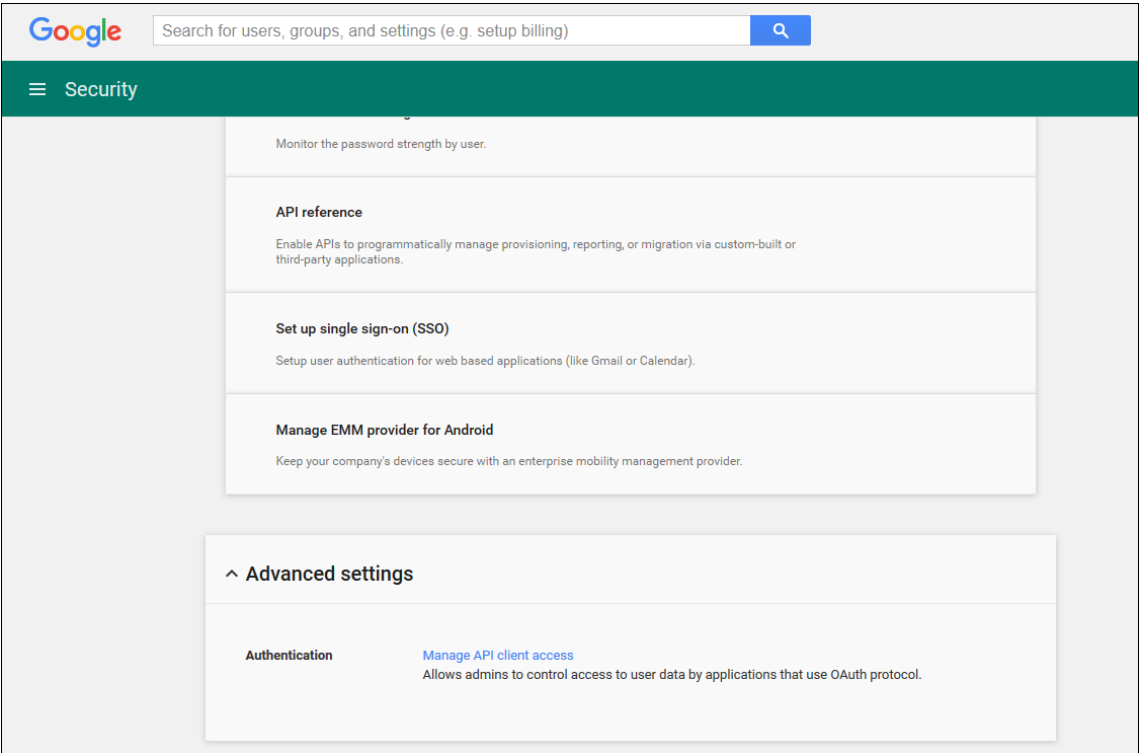 Google
Search for users, groups, and settings (e.g. setup billing)
Security
Monitor the password strength by user.
API reference
Enable APIs to programmatically manage provisioning, reporting, or migration via custom-built or
third-party applications.
Set up single sign-on (SSO)
Setup user authentication for web based applications (like Gmail or Calendar).
Manage EMM provider for Android
Keep your company's devices secure with an enterprise mobility management provider.
Advanced settings
Authentication
Manage API client access
Allows admins to control access to user data by applications that use OAuth protocol.